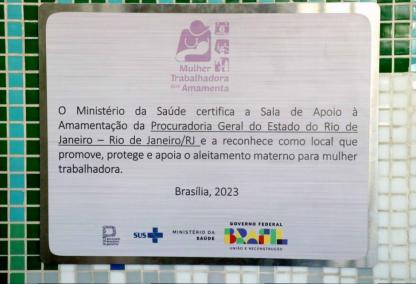 Mulher
Trabalhadora
que Amamenta
O Ministério da Saúde certifica a Sala de Apoio à
Amamentação da Procuradoria Geral do Estado do Rio de
Janeiro – Rio de Janeiro/RJ e a reconhece como local que
promove, protege e apoia o aleitamento materno para mulher
trabalhadora.
Brasília, 2023
SUS
MINISTÉRIO DA
SAÚDE
GOVERNO FEDERAL
BRASIL
UNIÃO E RECONSTRUÇÃO